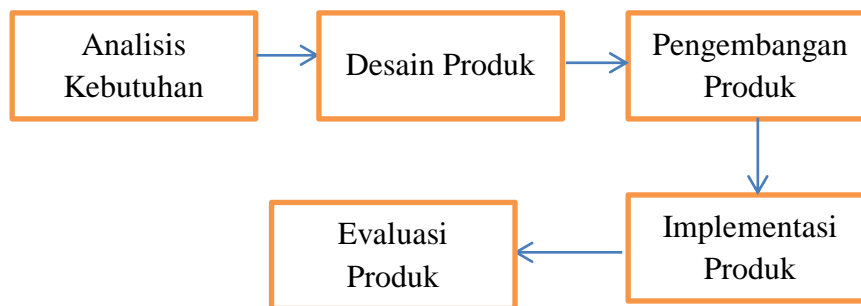 Analisis
Kebutuhan
Desain Produk
Pengembangan
Produk
Implementasi
Produk
Evaluasi
Produk